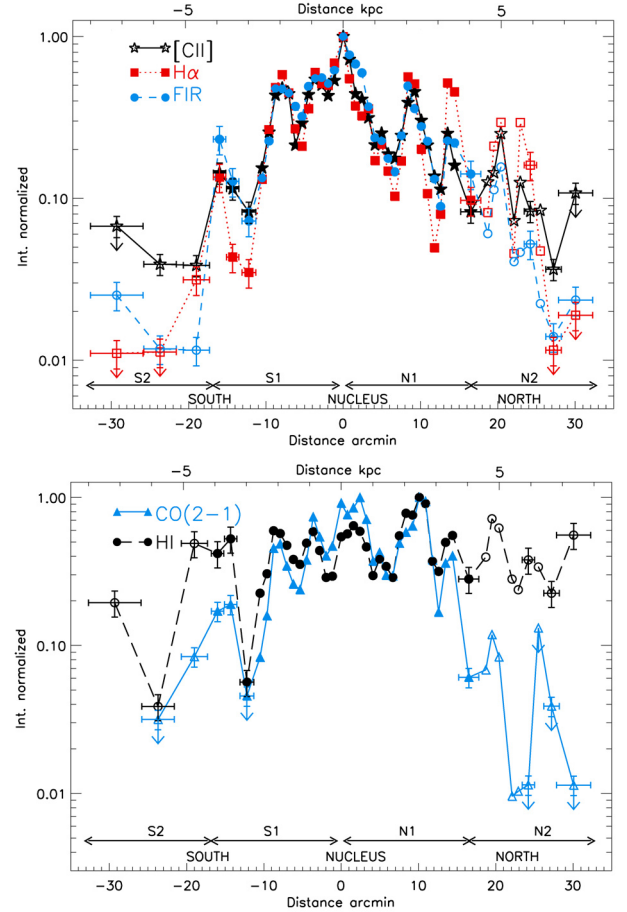 -5 Distance kpc 5
1.00
[CII]
Hα
FIR
Int. normalized
0.10
0.01
S2 S1 N1 N2
SOUTH NUCLEUS NORTH
-30 -20 -10 0 10 20 30
Distance arcmin
-5 Distance kpc 5
1.00
CO(2-1)
HI
Int. normalized
0.10
0.01
S2 S1 N1 N2
SOUTH NUCLEUS NORTH
-30 -20 -10 0 10 20 30
Distance arcmin